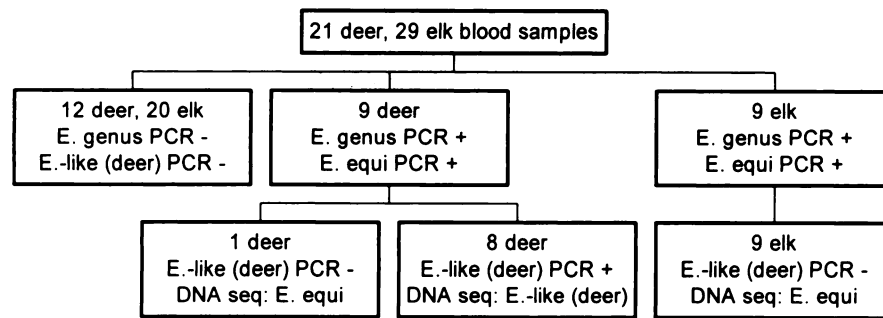 21 deer, 29 elk blood samples
12 deer, 20 elk
E. genus PCR -
E.-like (deer) PCR -
9 deer
E. genus PCR +
E. equi PCR +
9 elk
E. genus PCR +
E. equi PCR +
1 deer
E.-like (deer) PCR -
DNA seq: E. equi
8 deer
E.-like (deer) PCR +
DNA seq: E.-like (deer)
9 elk
E.-like (deer) PCR -
DNA seq: E. equi